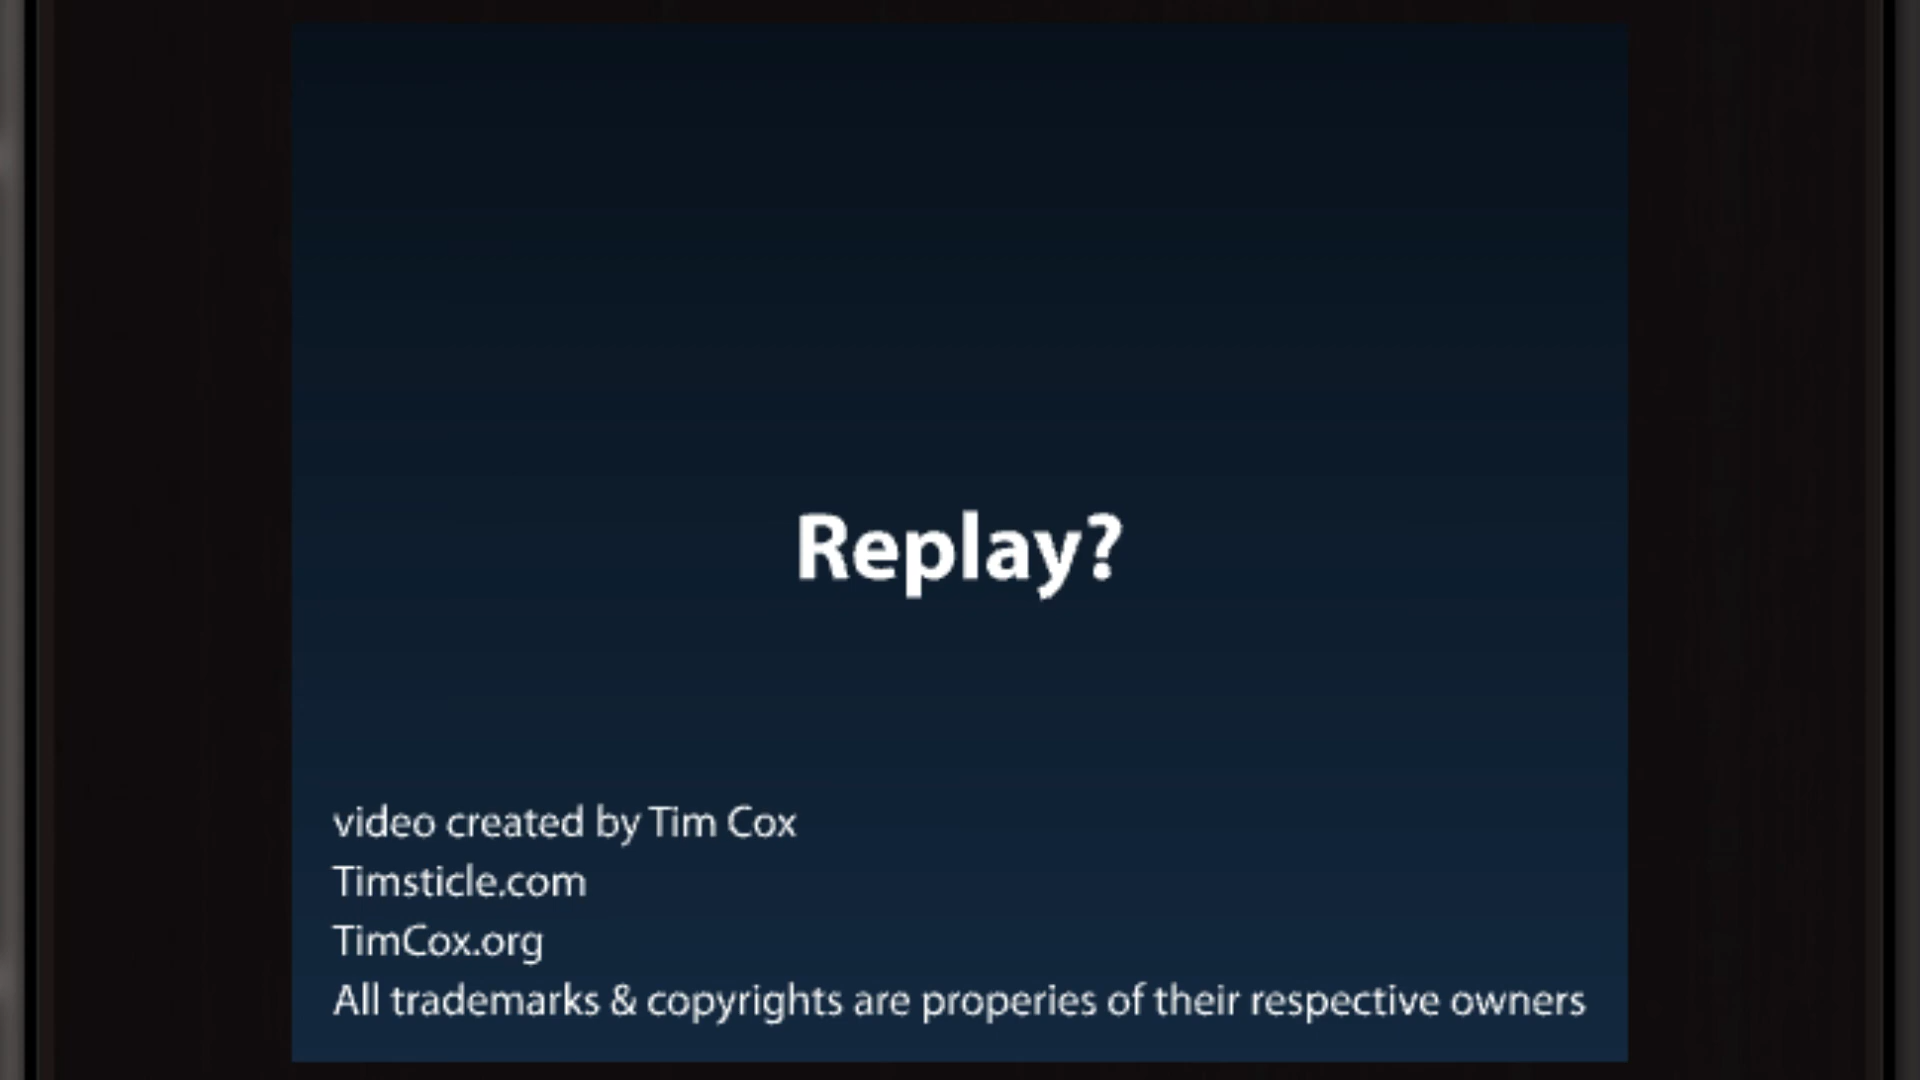 Replay?
video created by Tim Cox
Timsticle.com
TimCox.org
All trademarks & copyrights are properies of their respective owners